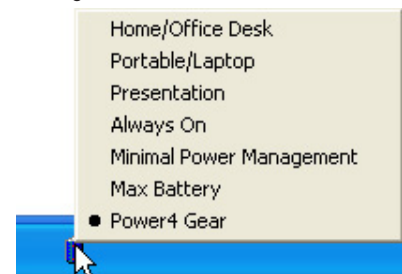 Home/Office Desk
Portable/Laptop
Presentation
Always On
Minimal Power Management
Max Battery
Power4 Gear